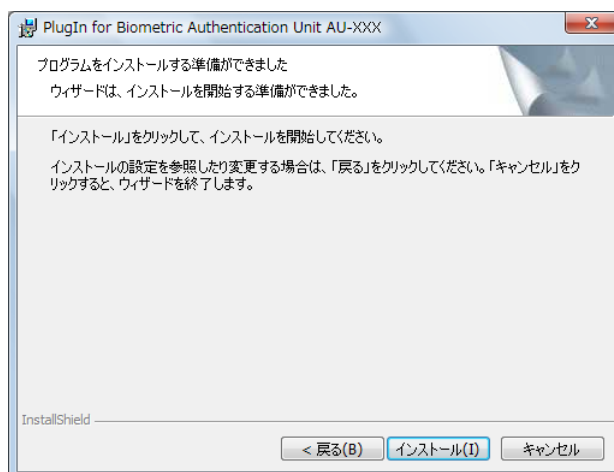 PlugIn for Biometric Authentication Unit AU-XXX
プログラムをインストールする準備ができました
ウィザードは、インストールを開始する準備ができました。
「インストール」をクリックして、インストールを開始してください。
インストールの設定を参照したり変更する場合は、「戻る」をクリックしてください。「キャンセル」をク
リックすると、ウィザードを終了します。
InstallShield
< 戻る(B) インストール(I) キャンセル